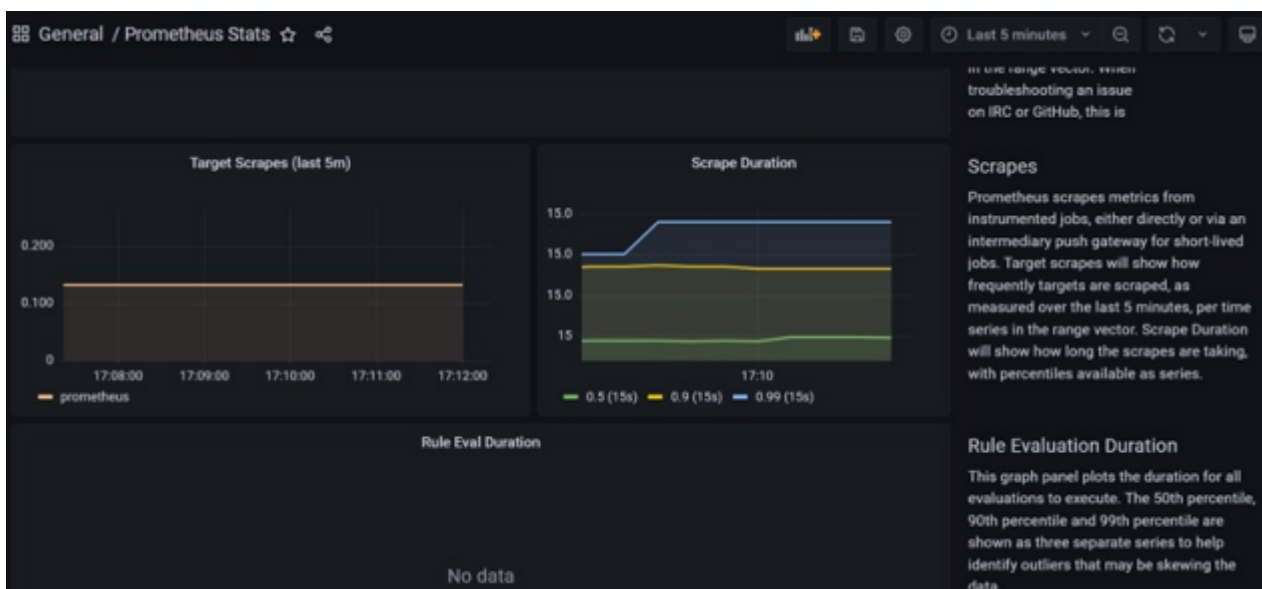 General / Prometheus Stats
Last 5 minutes
in the range vector. When
troubleshooting an issue
on IRC or GitHub, this is
Target Scrapes (last 5m)
0.200
0.100
0
17:08:00 17:09:00 17:10:00 17:11:00 17:12:00
prometheus
Scrape Duration
15.0
15.0
15.0
15
17:10
0.5 (15s) 0.9 (15s) 0.99 (15s)
Scrapes
Prometheus scrapes metrics from
instrumented jobs, either directly or via an
intermediary push gateway for short-lived
jobs. Target scrapes will show how
frequently targets are scraped, as
measured over the last 5 minutes, per time
series in the range vector. Scrape Duration
will show how long the scrapes are taking,
with percentiles available as series.
Rule Eval Duration
No data
Rule Evaluation Duration
This graph panel plots the duration for all
evaluations to execute. The 50th percentile,
90th percentile and 99th percentile are
shown as three separate series to help
identify outliers that may be skewing the
data